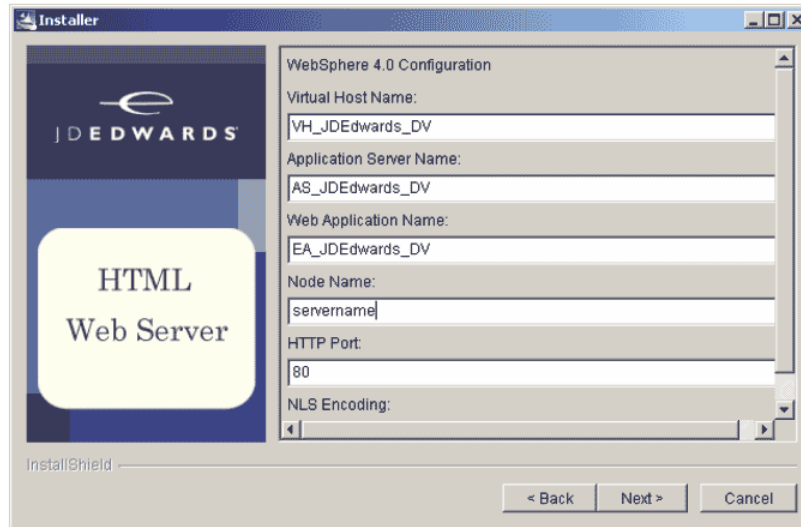 Installer
JDEDWARDS
HTML
Web Server
WebSphere 4.0 Configuration
Virtual Host Name:
VH_JDEdwards_DV
Application Server Name:
AS_JDEdwards_DV
Web Application Name:
EA_JDEdwards_DV
Node Name:
servername
HTTP Port:
80
NLS Encoding:
InstallShield
< Back
Next >
Cancel